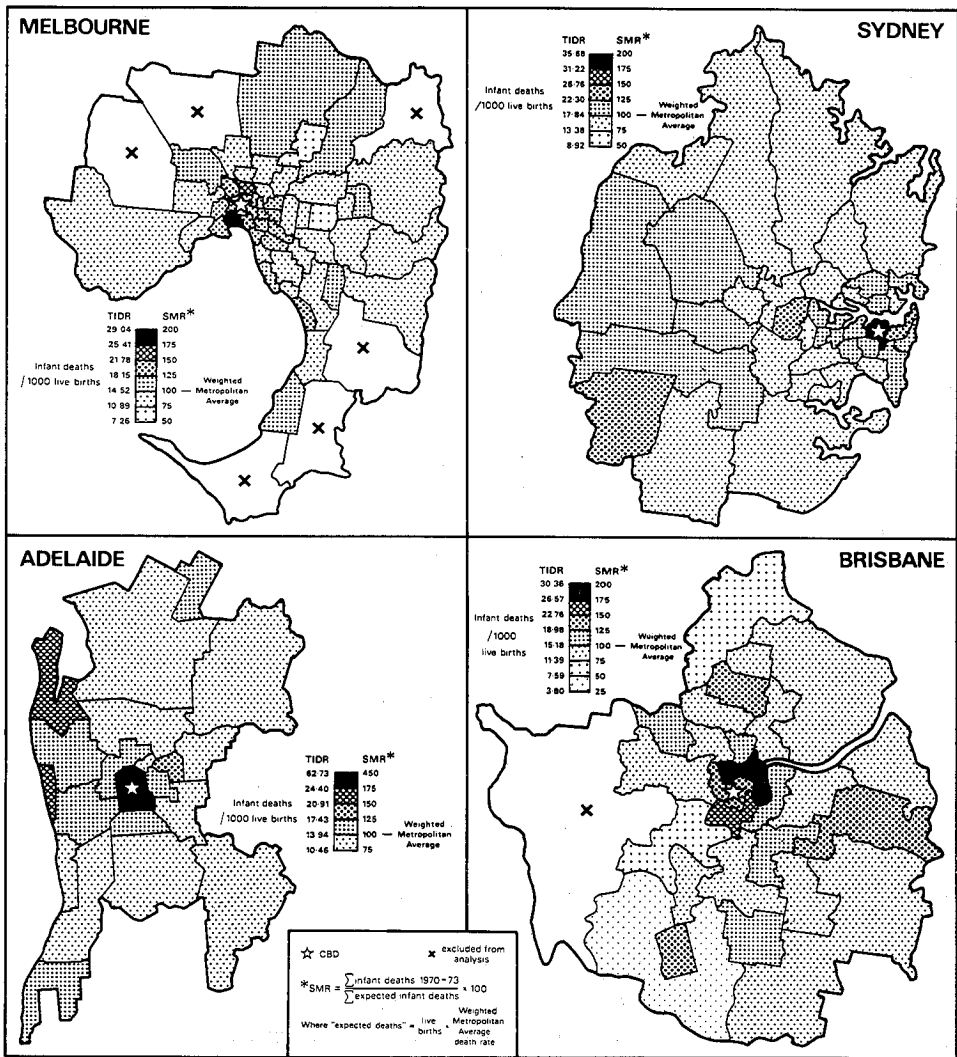 MELBOURNE
TIDR SMR*
29·04 200
25·41 175
21·78 150
18·15 125
14·52 100
10·89 75
7·26 50
Infant deaths
/1000 live births
Weighted
Metropolitan
Average
SYDNEY
TIDR SMR*
35·68 200
31·22 175
26·76 150
22·30 125
17·84 100
13·38 75
8·92 50
Infant deaths
/1000 live births
Weighted
Metropolitan
Average
ADELAIDE
TIDR SMR*
62·73 450
24·40 175
20·91 150
17·43 125
13·94 100
10·46 75
Infant deaths
/1000 live births
Weighted
Metropolitan
Average
BRISBANE
TIDR SMR*
30·36 200
26·57 175
22·76 150
18·98 125
15·18 100
11·39 75
7·59 50
3·80 25
Infant deaths
/1000
live births
Weighted
Metropolitan
Average
☆ CBD
× excluded from
analysis
*SMR = ∑infant deaths 1970-73 x 100
∑expected infant deaths
Where "expected deaths" = live births x Weighted Metropolitan Average death rate